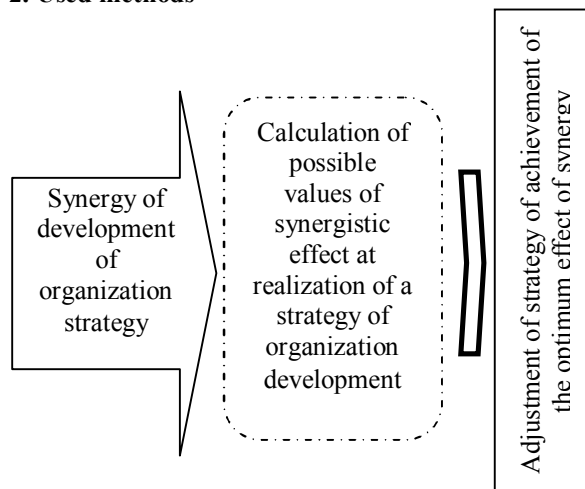 2. Used methods
Synergy of
development
of
organization
strategy
Calculation of
possible
values of
synergistic
effect at
realization of a
strategy of
organization
development
Adjustment of strategy of achievement of
the optimum effect of synergy